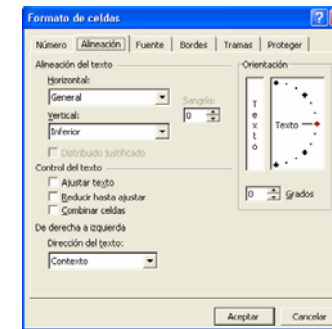 Formato de celdas
Número Alineación Fuente Bordes Tramas Proteger
Alineación del texto
Horizontal:
General
Sangría:
Vertical:
0
Inferior
Distribuido justificado
Control del texto
Ajustar texto
Reducir hasta ajustar
Combinar celdas
De derecha a izquierda
Dirección del texto:
Contexto
Orientación
T
e
x
t
o
Texto
0 Grados
Aceptar Cancelar